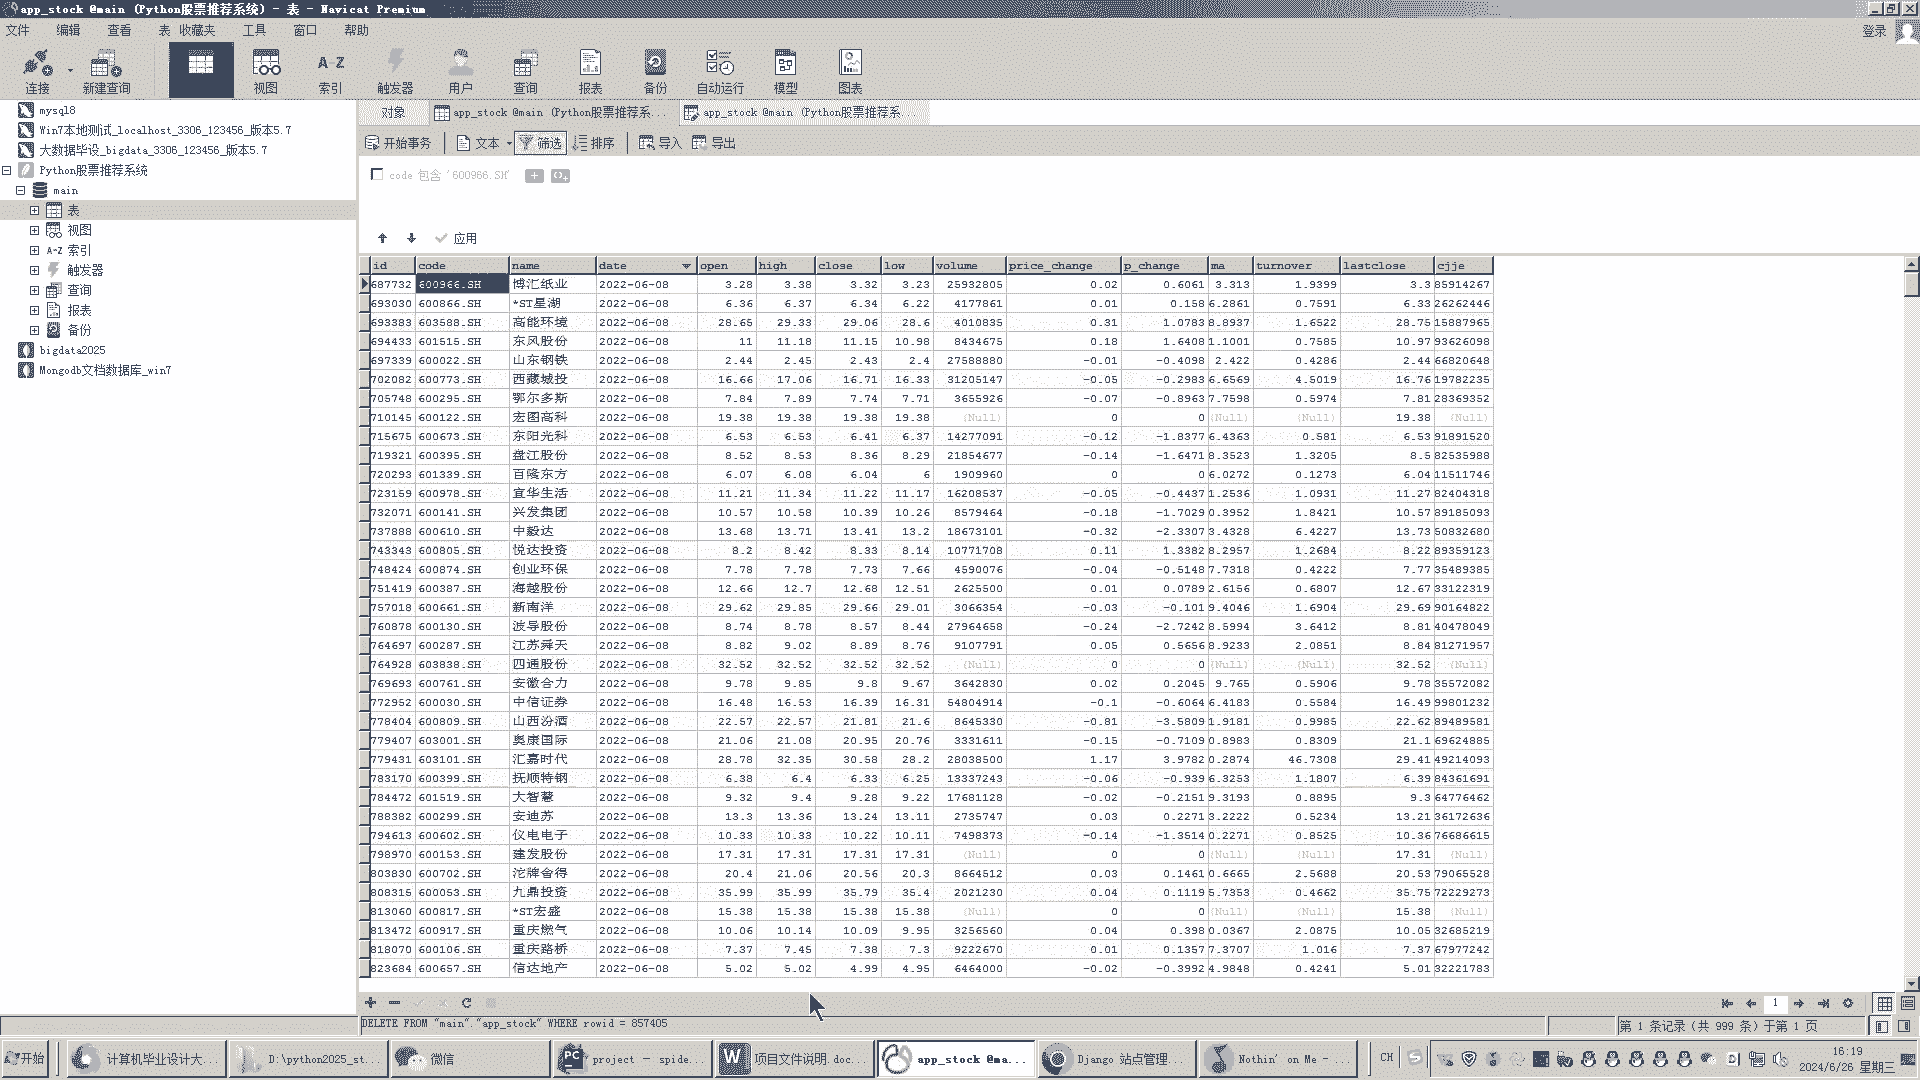 app_stock @main (Python股票推荐系统) - 表 - Navicat Premium
文件 编辑 查看 表 收藏夹 工具 窗口 帮助 登录
连接 新建查询 视图 索引 触发器 用户 查询 报表 备份 自动运行 模型 图表
mysql8
Win7本地测试_localhost_3306_123456_版本5.7
大数据毕设_bigdata_3306_123456_版本5.7
Python股票推荐系统
main
表
视图
A-Z 索引
触发器
查询
报表
备份
bigdata2025
Mongodb文档数据库_win7
对象 app_stock @main (Python股票推荐系... app_stock @main (Python股票推荐系...
开始事务 文本 筛选 排序 导入 导出
code 包含 '600966.SH'
应用
id code name date open high close low volume price_change p_change ma turnover lastclose cjje
687732 600966.SH 博汇纸业 2022-06-08 3.28 3.38 3.32 3.23 25932805 0.02 0.6061 3.313 1.9399 3.3 85914267
693030 600866.SH *ST星湖 2022-06-08 6.36 6.37 6.34 6.22 4177861 0.01 0.158 6.2861 0.7591 6.33 26262446
693383 603588.SH 高能环境 2022-06-08 28.65 29.33 29.06 28.6 4010835 0.31 1.0783 8.8937 1.6522 28.75 15887965
694433 601515.SH 东风股份 2022-06-08 11 11.18 11.15 10.98 8434675 0.18 1.6408 1.1001 0.7585 10.97 93626098
697339 600022.SH 山东钢铁 2022-06-08 2.44 2.45 2.43 2.4 27588880 -0.01 -0.4098 2.422 0.4286 2.44 66820648
702082 600773.SH 西藏城投 2022-06-08 16.66 17.06 16.71 16.33 31205147 -0.05 -0.2983 6.6569 4.5019 16.76 19782235
705748 600295.SH 鄂尔多斯 2022-06-08 7.84 7.89 7.74 7.71 3655926 -0.07 -0.8963 7.7598 0.5974 7.81 28369352
710145 600122.SH 宏图高科 2022-06-08 19.38 19.38 19.38 19.38 (Null) 0 0 (Null) (Null) 19.38 (Null)
715675 600673.SH 东阳光科 2022-06-08 6.53 6.53 6.41 6.37 14277091 -0.12 -1.8377 6.4363 0.581 6.53 91891520
719321 600395.SH 盘江股份 2022-06-08 8.52 8.53 8.36 8.29 21854677 -0.14 -1.6471 8.3523 1.3205 8.5 82535988
720293 601339.SH 百隆东方 2022-06-08 6.07 6.08 6.04 6 1909960 0 0 6.0272 0.1273 6.04 11511746
723159 600978.SH 宜华生活 2022-06-08 11.21 11.34 11.22 11.17 16208537 -0.05 -0.4437 1.2536 1.0931 11.27 82404318
732071 600141.SH 兴发集团 2022-06-08 10.57 10.58 10.39 10.26 8579464 -0.18 -1.7029 0.3952 1.8421 10.57 89185093
737888 600610.SH 中毅达 2022-06-08 13.68 13.71 13.41 13.2 18673101 -0.32 -2.3307 3.4328 6.4227 13.73 50832680
743343 600805.SH 悦达投资 2022-06-08 8.2 8.42 8.33 8.14 10771708 0.11 1.3382 8.2957 1.2684 8.22 89359123
748424 600874.SH 创业环保 2022-06-08 7.78 7.78 7.73 7.66 4590076 -0.04 -0.5148 7.7318 0.4222 7.77 35489385
751419 600387.SH 海越股份 2022-06-08 12.66 12.7 12.68 12.51 2625500 0.01 0.0789 2.6156 0.6807 12.67 33122319
757018 600661.SH 新南洋 2022-06-08 29.62 29.85 29.66 29.01 3066354 -0.03 -0.101 9.4046 1.6904 29.69 90164822
760878 600130.SH 波导股份 2022-06-08 8.74 8.78 8.57 8.44 27964658 -0.24 -2.7242 8.5994 3.6412 8.81 40478049
764697 600287.SH 江苏舜天 2022-06-08 8.82 9.02 8.89 8.76 9107791 0.05 0.5656 8.9233 2.0851 8.84 81271957
764928 603838.SH 四通股份 2022-06-08 32.52 32.52 32.52 32.52 (Null) 0 0 (Null) (Null) 32.52 (Null)
769693 600761.SH 安徽合力 2022-06-08 9.78 9.85 9.8 9.67 3642830 0.02 0.2045 9.765 0.5906 9.78 35572082
772952 600030.SH 中信证券 2022-06-08 16.48 16.53 16.39 16.31 54804914 -0.1 -0.6064 6.4183 0.5584 16.49 99801232
778404 600809.SH 山西汾酒 2022-06-08 22.57 22.57 21.81 21.6 8645330 -0.81 -3.5809 1.9181 0.9985 22.62 89489581
779407 603001.SH 奥康国际 2022-06-08 21.06 21.08 20.95 20.76 3331611 -0.15 -0.7109 0.8983 0.8309 21.1 69624885
779431 603101.SH 汇嘉时代 2022-06-08 28.78 32.35 30.58 28.2 28038500 1.17 3.9782 0.2874 46.7308 29.41 49214093
783170 600399.SH 抚顺特钢 2022-06-08 6.38 6.4 6.33 6.25 13337243 -0.06 -0.939 6.3253 1.1807 6.39 84361691
784472 601519.SH 大智慧 2022-06-08 9.32 9.4 9.28 9.22 17681128 -0.02 -0.2151 9.3193 0.8895 9.3 64776462
788382 600299.SH 安迪苏 2022-06-08 13.3 13.36 13.24 13.11 2735747 0.03 0.2271 3.2222 0.5234 13.21 36172636
794613 600602.SH 仪电电子 2022-06-08 10.33 10.33 10.22 10.11 7498373 -0.14 -1.3514 0.2271 0.8525 10.36 76686615
798970 600153.SH 建发股份 2022-06-08 17.31 17.31 17.31 17.31 (Null) 0 0 (Null) (Null) 17.31 (Null)
803830 600702.SH 沱牌舍得 2022-06-08 20.4 21.06 20.56 20.3 8664512 0.03 0.1461 0.6665 2.5688 20.53 79065528
808315 600053.SH 九鼎投资 2022-06-08 35.99 35.99 35.79 35.4 2021230 0.04 0.1119 5.7353 0.4662 35.75 72229273
813060 600817.SH *ST宏盛 2022-06-08 15.38 15.38 15.38 15.38 (Null) 0 0 (Null) (Null) 15.38 (Null)
813472 600917.SH 重庆燃气 2022-06-08 10.06 10.14 10.09 9.95 3256560 0.04 0.398 0.0367 2.0875 10.05 32685219
818070 600106.SH 重庆路桥 2022-06-08 7.37 7.45 7.38 7.3 9222670 0.01 0.1357 7.3707 1.016 7.37 67977242
823684 600657.SH 信达地产 2022-06-08 5.02 5.02 4.99 4.95 6464000 -0.02 -0.3992 4.9848 0.4241 5.01 32221783
1
DELETE FROM "main"."app_stock" WHERE rowid = 857405 第 1 条记录 (共 999 条) 于第 1 页
开始 计算机毕业设计大... D:\python2025_st... 微信 project – spide... 项目文件说明.doc... app_stock @ma... Django 站点管理... Nothin' on Me - ... CH 16:19
2024/6/26 星期三